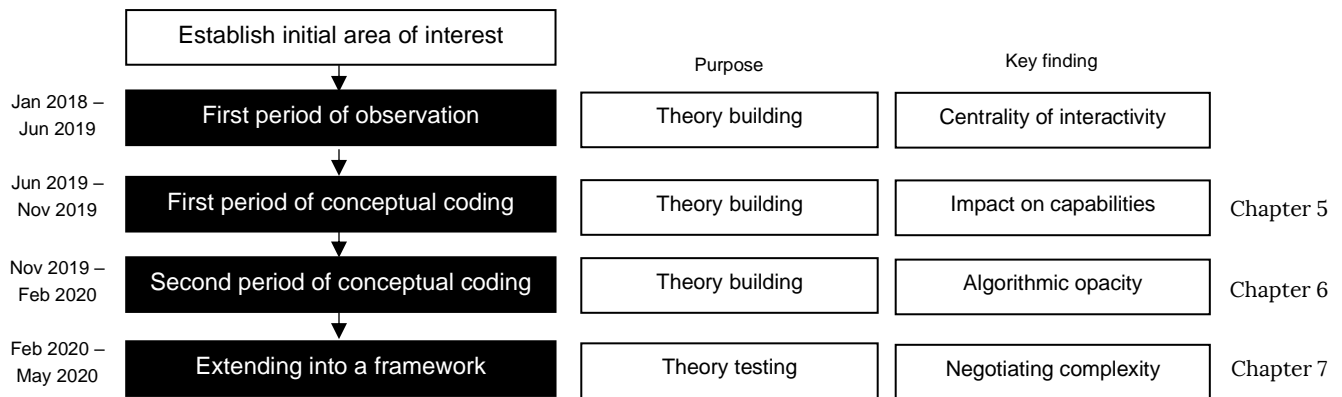 Establish initial area of interest
Purpose
Key finding
Jan 2018 –
Jun 2019
First period of observation
Theory building
Centrality of interactivity
Jun 2019 –
Nov 2019
First period of conceptual coding
Theory building
Impact on capabilities
Chapter 5
Nov 2019 –
Feb 2020
Second period of conceptual coding
Theory building
Algorithmic opacity
Chapter 6
Feb 2020 –
May 2020
Extending into a framework
Theory testing
Negotiating complexity
Chapter 7